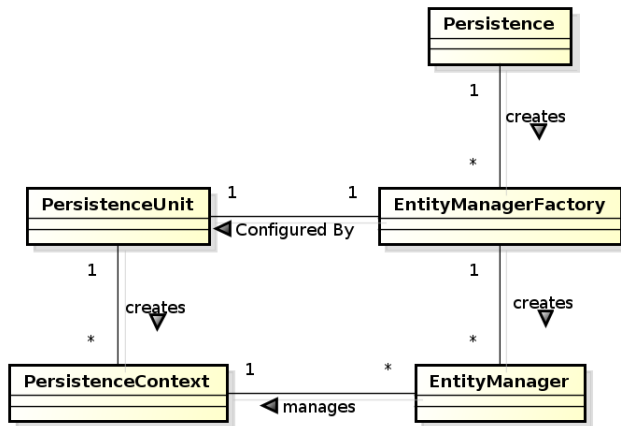 Persistence
1
creates
*
PersistenceUnit
1
1
EntityManagerFactory
Configured By
1
1
creates
creates
*
*
PersistenceContext
1
*
EntityManager
manages